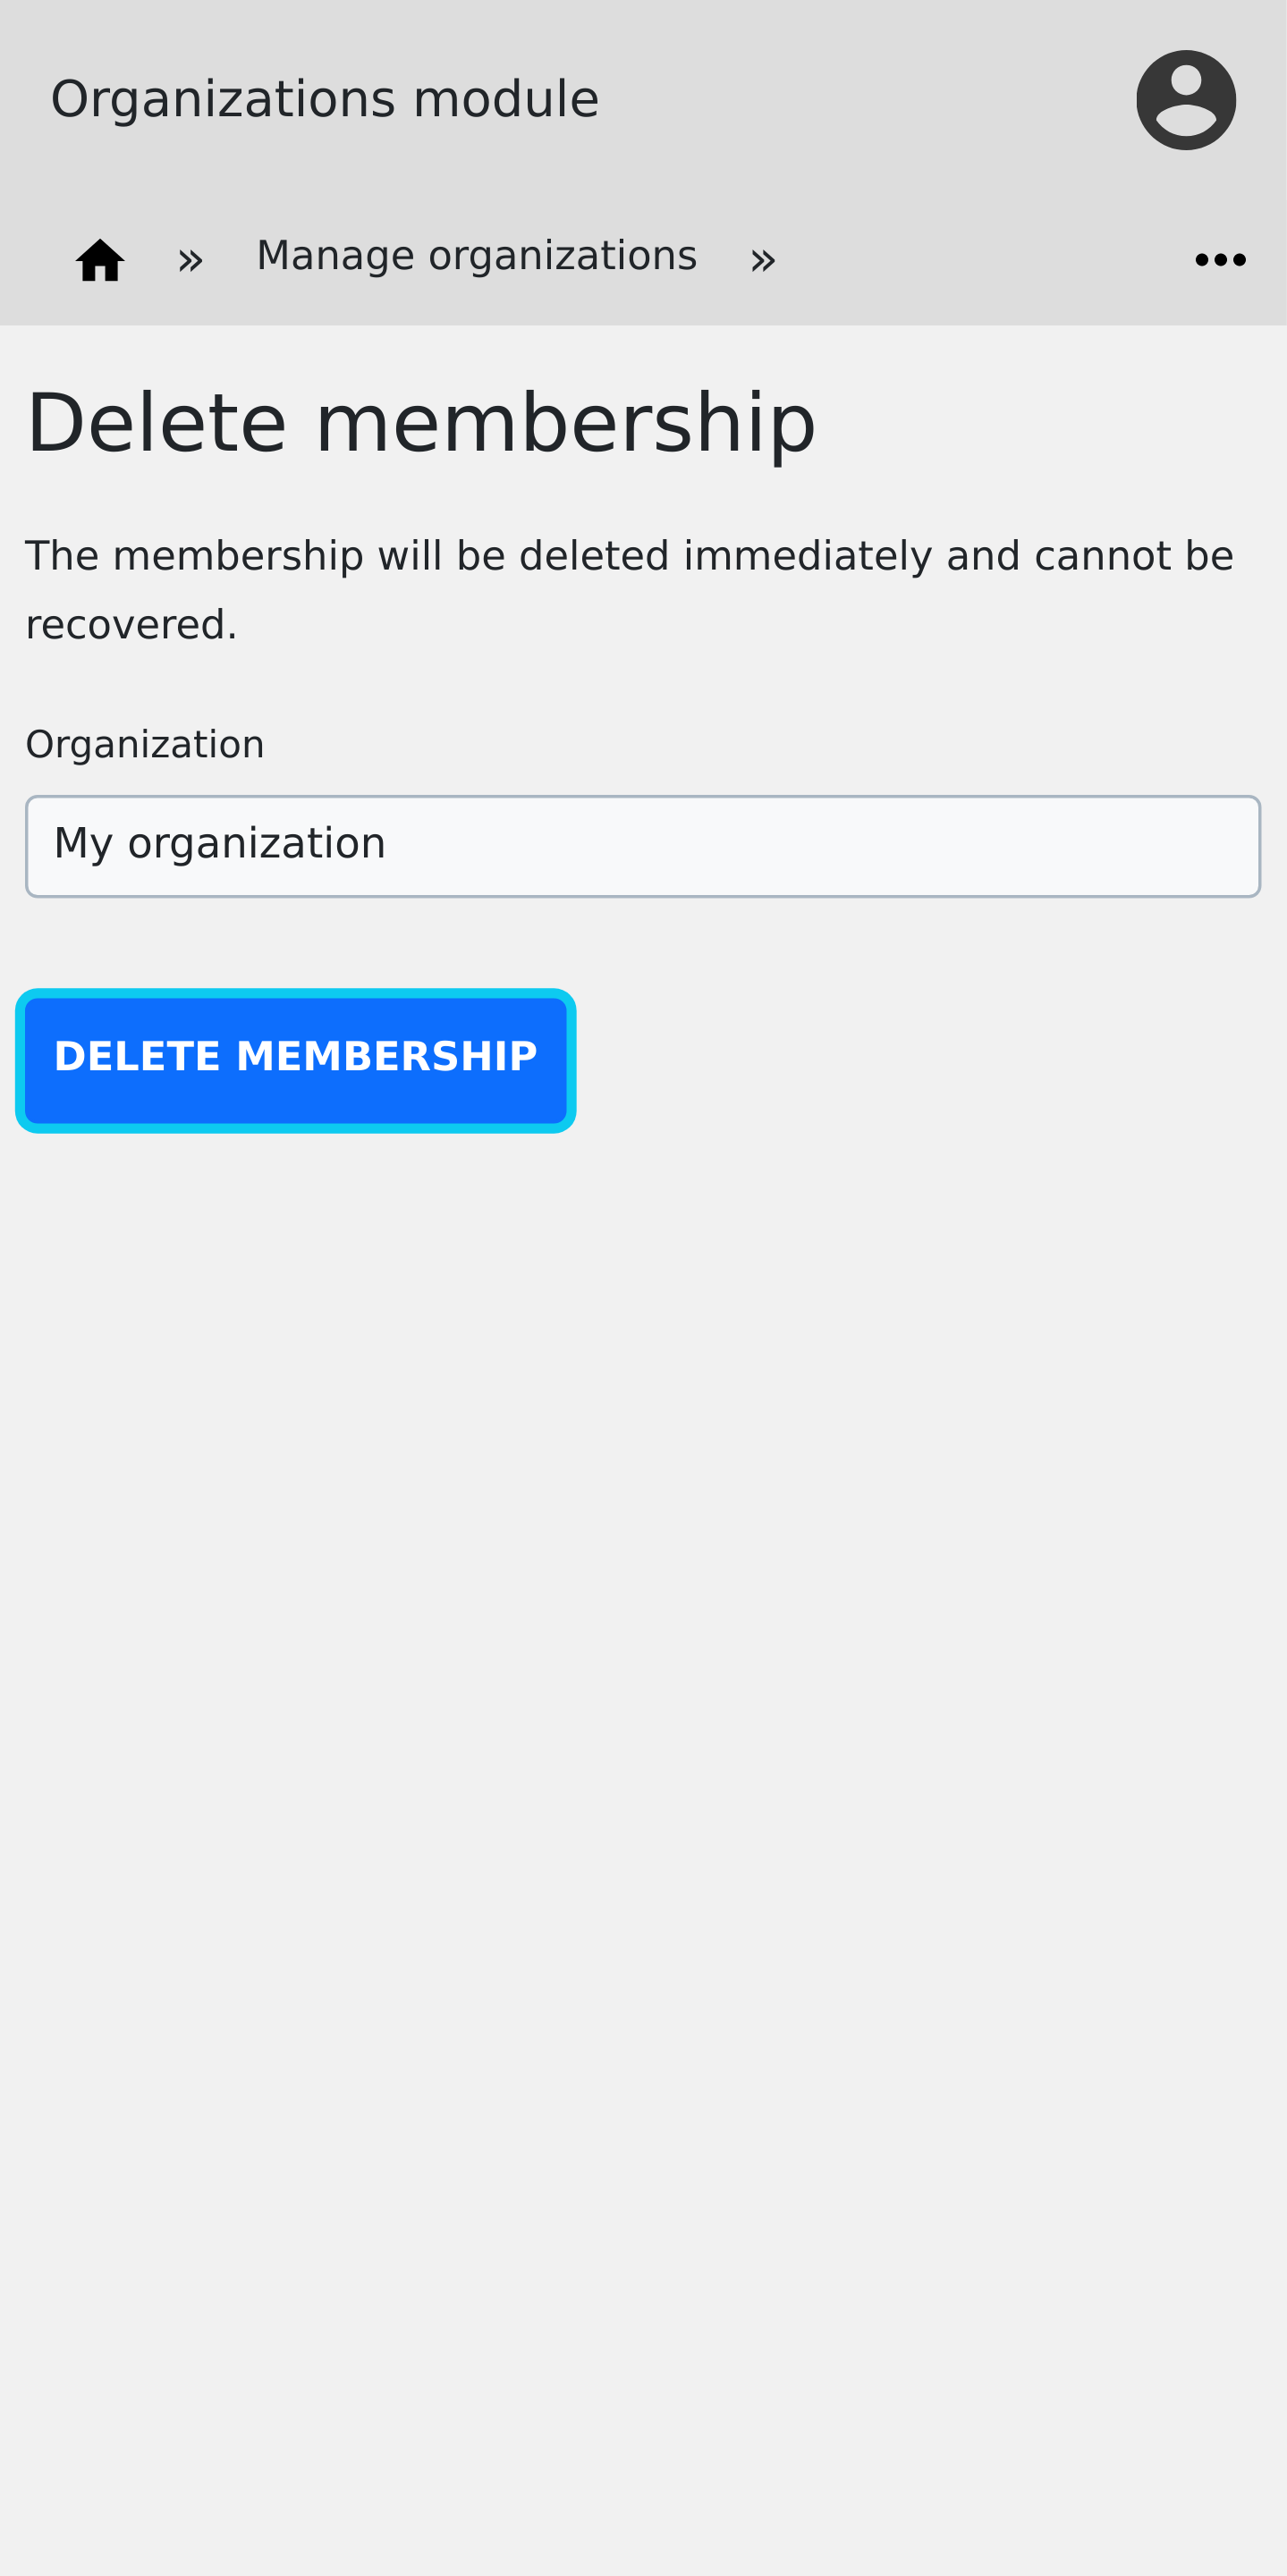 Organizations module
» Manage organizations »
Delete membership
The membership will be deleted immediately and cannot be
recovered.
Organization
My organization
DELETE MEMBERSHIP